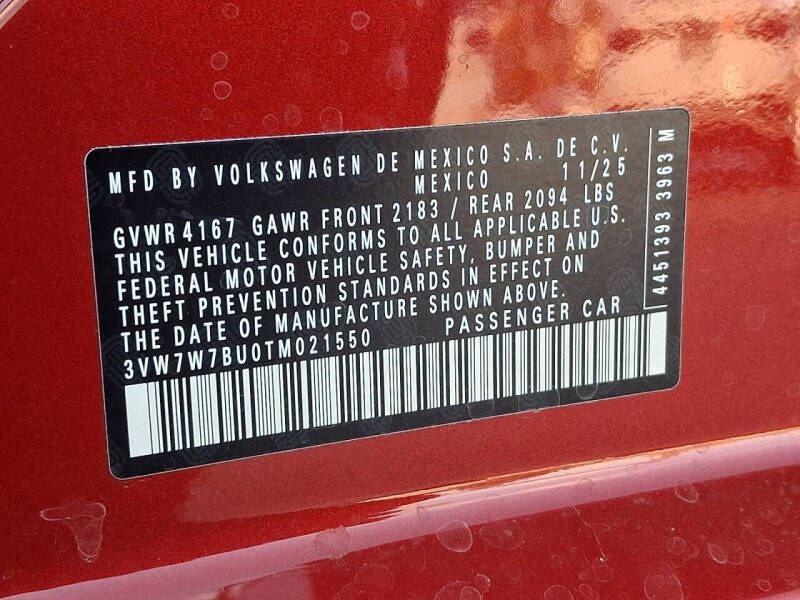 MFD BY VOLKSWAGEN DE MEXICO S.A. DE C.V.
MEXICO 11/25
GVWR 4167 GAWR FRONT 2183 / REAR 2094 LBS
THIS VEHICLE CONFORMS TO ALL APPLICABLE U.S.
FEDERAL MOTOR VEHICLE SAFETY, BUMPER AND
THEFT PREVENTION STANDARDS IN EFFECT ON
THE DATE OF MANUFACTURE SHOWN ABOVE.
3VW7W7BU0TM021550 PASSENGER CAR
4451393 3963 M